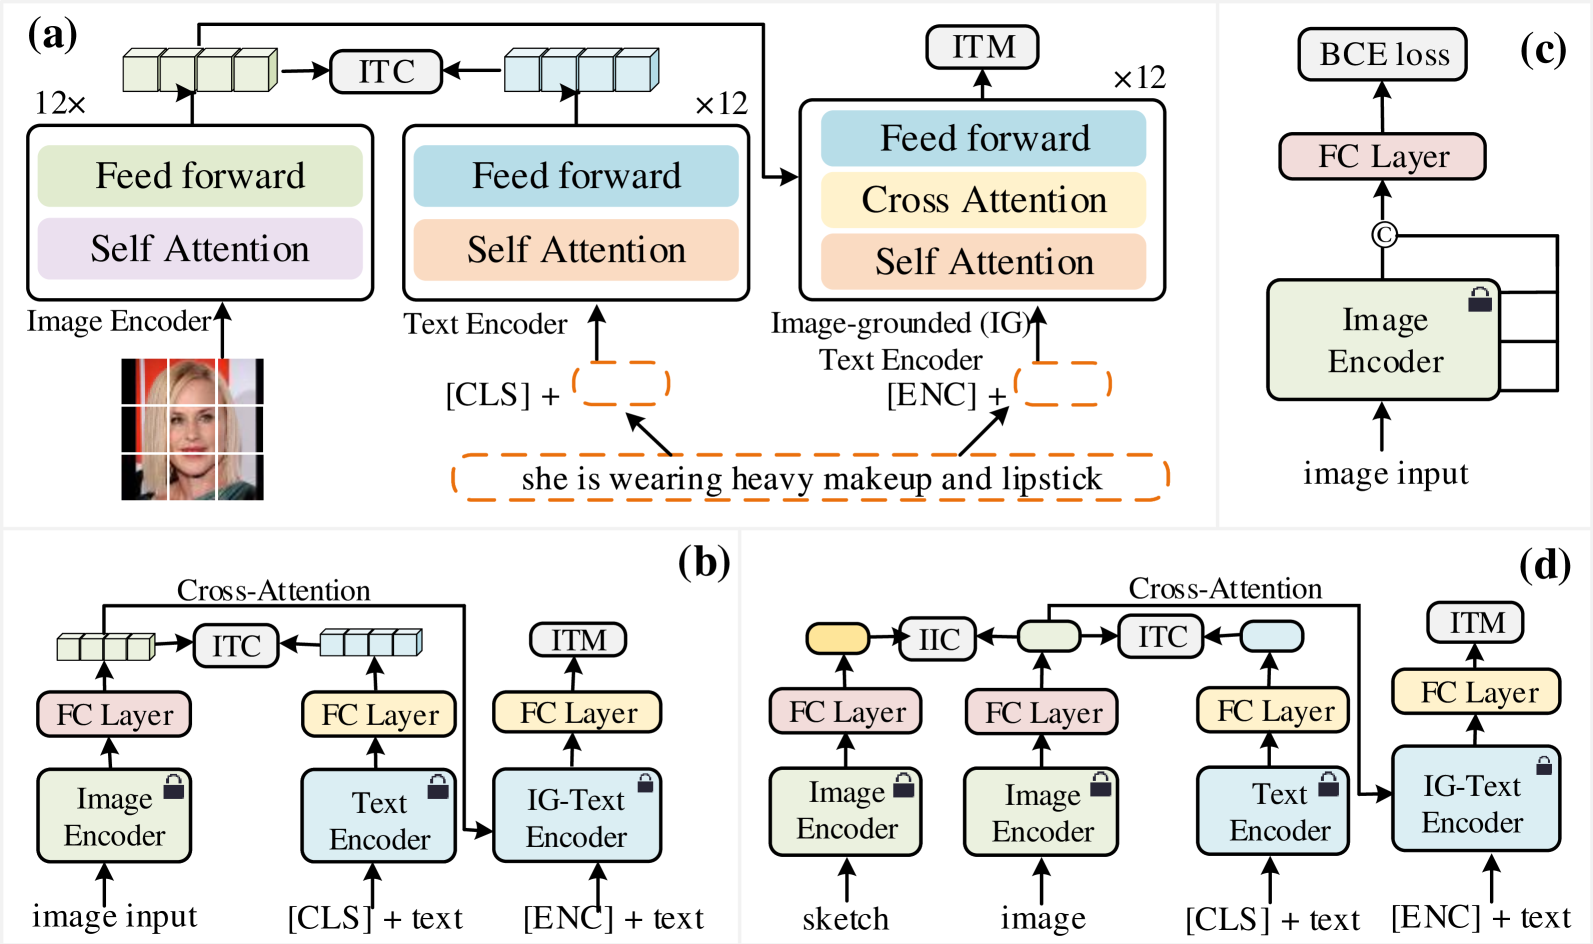 (a)
ITC
ITM
12×
×12
×12
Feed forward
Self Attention
Feed forward
Self Attention
Feed forward
Cross Attention
Self Attention
Image Encoder
Text Encoder
Image-grounded (IG)
Text Encoder
[CLS] +
[ENC] +
she is wearing heavy makeup and lipstick
(c)
BCE loss
FC Layer
C
Image
Encoder
image input
(b)
Cross-Attention
ITC
ITM
FC Layer
FC Layer
FC Layer
Image
Encoder
Text
Encoder
IG-Text
Encoder
image input
[CLS] + text
[ENC] + text
(d)
Cross-Attention
IIC
ITC
ITM
FC Layer
FC Layer
FC Layer
FC Layer
Image
Encoder
Image
Encoder
Text
Encoder
IG-Text
Encoder
sketch
image
[CLS] + text
[ENC] + text